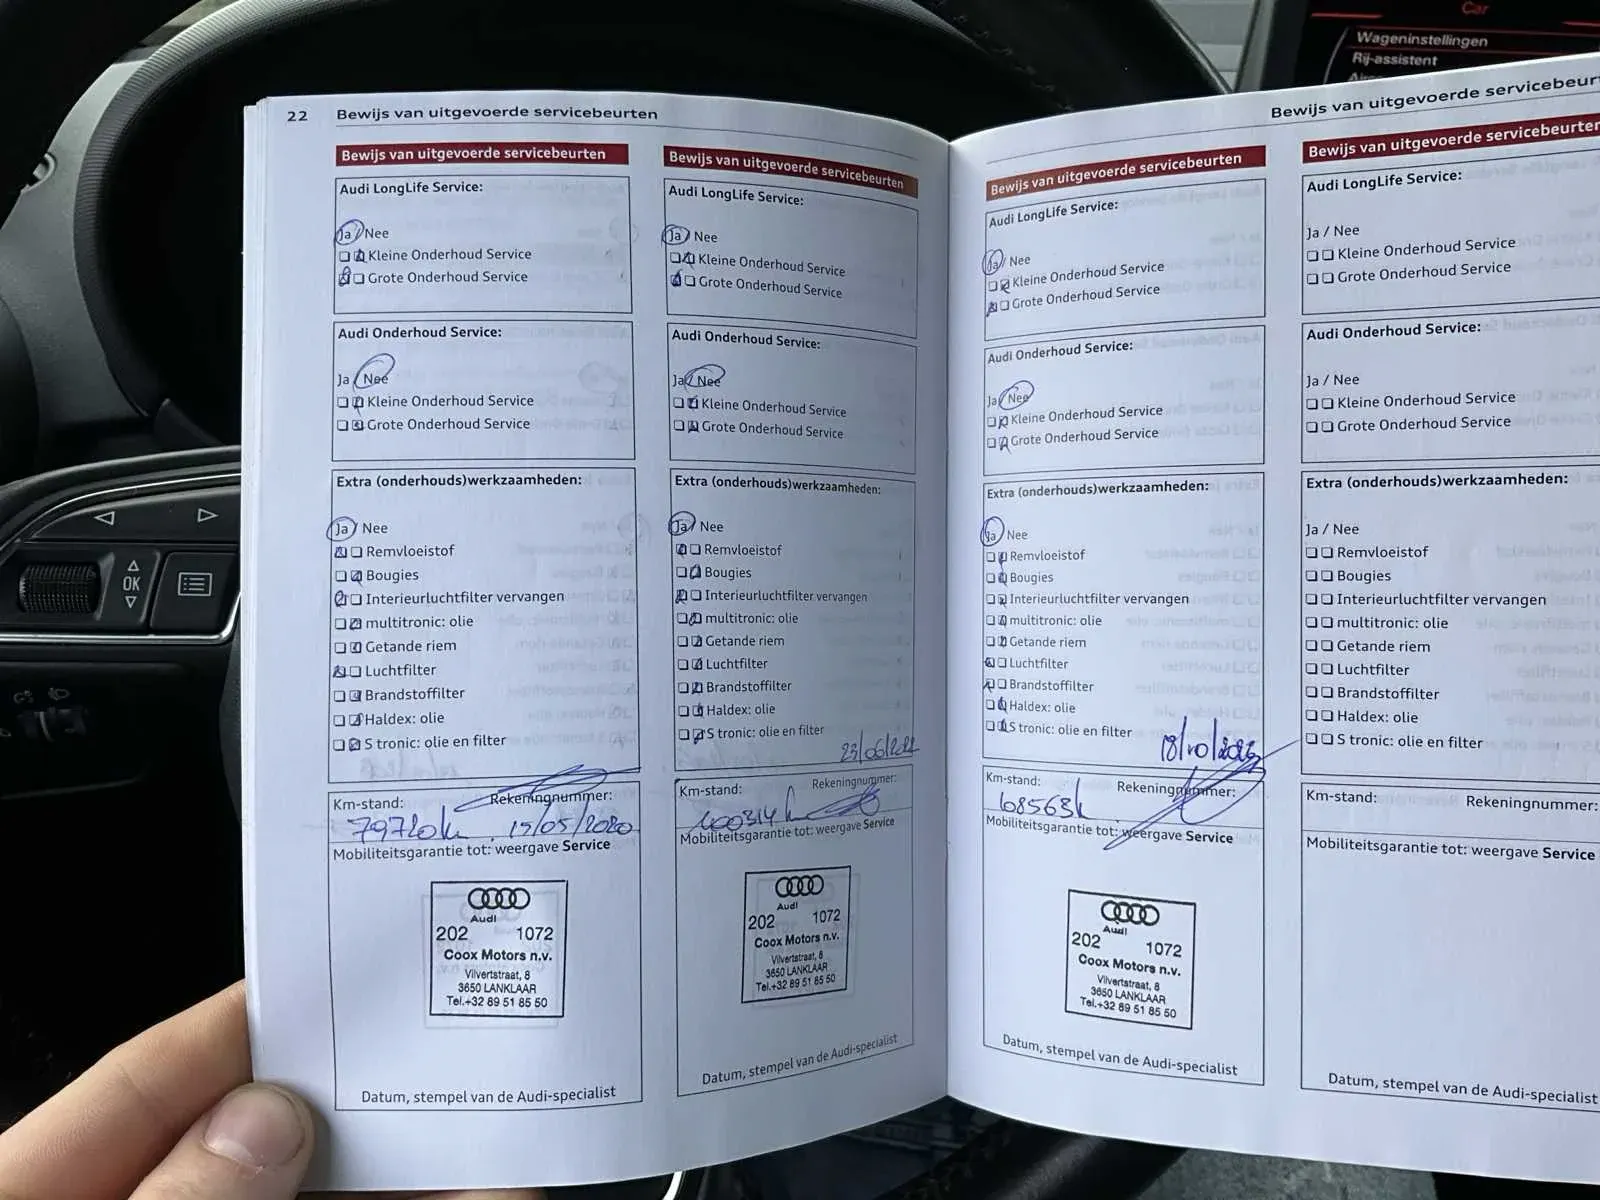 Car
Wageninstellingen
Rij-assistent
22 Bewijs van uitgevoerde servicebeurten
Bewijs van uitgevoerde servicebeurten
Audi LongLife Service:
Ja / Nee
Kleine Onderhoud Service
Grote Onderhoud Service
Audi Onderhoud Service:
Ja / Nee
Kleine Onderhoud Service
Grote Onderhoud Service
Extra (onderhouds)werkzaamheden:
Ja / Nee
Remvloeistof
Bougies
Interieurluchtfilter vervangen
multitronic: olie
Getande riem
Luchtfilter
Brandstoffilter
Haldex: olie
S tronic: olie en filter
Km-stand: Rekeningnummer:
79720km 15/05/2020
Mobiliteitsgarantie tot: weergave Service
Audi
202 1072
Coox Motors n.v.
Vilvertstraat, 8
3650 LANKLAAR
Tel.+32 89 51 85 50
Datum, stempel van de Audi-specialist
Bewijs van uitgevoerde servicebeurten
Audi LongLife Service:
Ja / Nee
Kleine Onderhoud Service
Grote Onderhoud Service
Audi Onderhoud Service:
Ja / Nee
Kleine Onderhoud Service
Grote Onderhoud Service
Extra (onderhouds)werkzaamheden:
Ja / Nee
Remvloeistof
Bougies
Interieurluchtfilter vervangen
multitronic: olie
Getande riem
Luchtfilter
Brandstoffilter
Haldex: olie
S tronic: olie en filter
Km-stand: Rekeningnummer:
Mobiliteitsgarantie tot: weergave Service
Audi
202 1072
Coox Motors n.v.
Vilvertstraat, 8
3650 LANKLAAR
Tel.+32 89 51 85 50
Datum, stempel van de Audi-specialist
Bewijs van uitgevoerde servicebeurten
Audi LongLife Service:
Ja / Nee
Kleine Onderhoud Service
Grote Onderhoud Service
Audi Onderhoud Service:
Ja / Nee
Kleine Onderhoud Service
Grote Onderhoud Service
Extra (onderhouds)werkzaamheden:
Ja / Nee
Remvloeistof
Bougies
Interieurluchtfilter vervangen
multitronic: olie
Getande riem
Luchtfilter
Brandstoffilter
Haldex: olie
S tronic: olie en filter
Km-stand: Rekeningnummer:
Mobiliteitsgarantie tot: weergave Service
Audi
202 1072
Coox Motors n.v.
Vilvertstraat, 8
3650 LANKLAAR
Tel.+32 89 51 85 50
Datum, stempel van de Audi-specialist
Bewijs van uitgevoerde
Bewijs van uitgevoerde
Audi LongLife Service:
Ja / Nee
Kleine Onderhoud Service
Grote Onderhoud Service
Audi Onderhoud Service:
Ja / Nee
Kleine Onderhoud Service
Grote Onderhoud Service
Extra (onderhouds)werkzaamheden:
Ja / Nee
Remvloeistof
Bougies
Interieurluchtfilter vervangen
multitronic: olie
Getande riem
Luchtfilter
Brandstoffilter
Haldex: olie
S tronic: olie en filter
Km-stand: Rekeningnummer:
Mobiliteitsgarantie tot: weergave Service
Datum, stempel van de Audi-specialist
OK